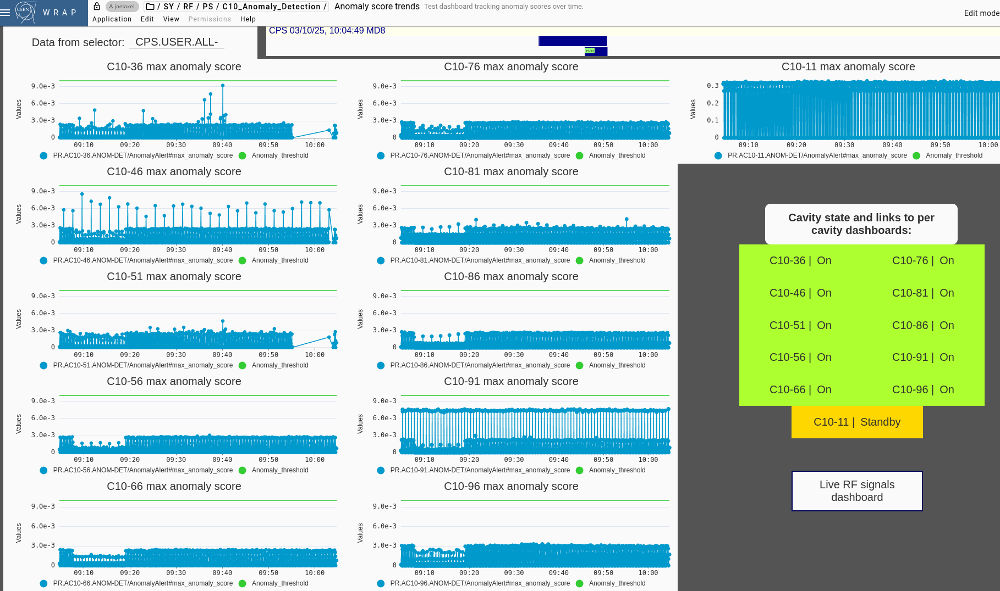 CERN
WRAP
joelaxel
/ SY / RF / PS / C10_Anomaly_Detection /
Anomaly score trends
Test dashboard tracking anomaly scores over time.
Edit mode
Application Edit View Permissions Help
Data from selector: CPS.USER.ALL-
CPS 03/10/25, 10:04:49 MD8
15/33
C10-36 max anomaly score
Values
9.0e-3
6.0e-3
3.0e-3
0
09:10 09:20 09:30 09:40 09:50 10:00
PR.AC10-36.ANOM-DET/AnomalyAlert#max_anomaly_score Anomaly_threshold
C10-76 max anomaly score
Values
9.0e-3
6.0e-3
3.0e-3
0
09:10 09:20 09:30 09:40 09:50 10:00
PR.AC10-76.ANOM-DET/AnomalyAlert#max_anomaly_score Anomaly_threshold
C10-11 max anomaly score
Values
0.3
0.2
0.1
0
09:10 09:20 09:30 09:40 09:50 10:00
PR.AC10-11.ANOM-DET/AnomalyAlert#max_anomaly_score Anomaly_threshold
C10-46 max anomaly score
Values
9.0e-3
6.0e-3
3.0e-3
0
09:10 09:20 09:30 09:40 09:50 10:00
PR.AC10-46.ANOM-DET/AnomalyAlert#max_anomaly_score Anomaly_threshold
C10-81 max anomaly score
Values
9.0e-3
6.0e-3
3.0e-3
0
09:10 09:20 09:30 09:40 09:50 10:00
PR.AC10-81.ANOM-DET/AnomalyAlert#max_anomaly_score Anomaly_threshold
C10-51 max anomaly score
Values
9.0e-3
6.0e-3
3.0e-3
0
09:10 09:20 09:30 09:40 09:50 10:00
PR.AC10-51.ANOM-DET/AnomalyAlert#max_anomaly_score Anomaly_threshold
C10-86 max anomaly score
Values
9.0e-3
6.0e-3
3.0e-3
0
09:10 09:20 09:30 09:40 09:50 10:00
PR.AC10-86.ANOM-DET/AnomalyAlert#max_anomaly_score Anomaly_threshold
C10-56 max anomaly score
Values
9.0e-3
6.0e-3
3.0e-3
0
09:10 09:20 09:30 09:40 09:50 10:00
PR.AC10-56.ANOM-DET/AnomalyAlert#max_anomaly_score Anomaly_threshold
C10-91 max anomaly score
Values
9.0e-3
6.0e-3
3.0e-3
0
09:10 09:20 09:30 09:40 09:50 10:00
PR.AC10-91.ANOM-DET/AnomalyAlert#max_anomaly_score Anomaly_threshold
C10-66 max anomaly score
Values
9.0e-3
6.0e-3
3.0e-3
0
09:10 09:20 09:30 09:40 09:50 10:00
PR.AC10-66.ANOM-DET/AnomalyAlert#max_anomaly_score Anomaly_threshold
C10-96 max anomaly score
Values
9.0e-3
6.0e-3
3.0e-3
0
09:10 09:20 09:30 09:40 09:50 10:00
PR.AC10-96.ANOM-DET/AnomalyAlert#max_anomaly_score Anomaly_threshold
Cavity state and links to per
cavity dashboards:
C10-36 | On C10-76 | On
C10-46 | On C10-81 | On
C10-51 | On C10-86 | On
C10-56 | On C10-91 | On
C10-66 | On C10-96 | On
C10-11 | Standby
Live RF signals
dashboard